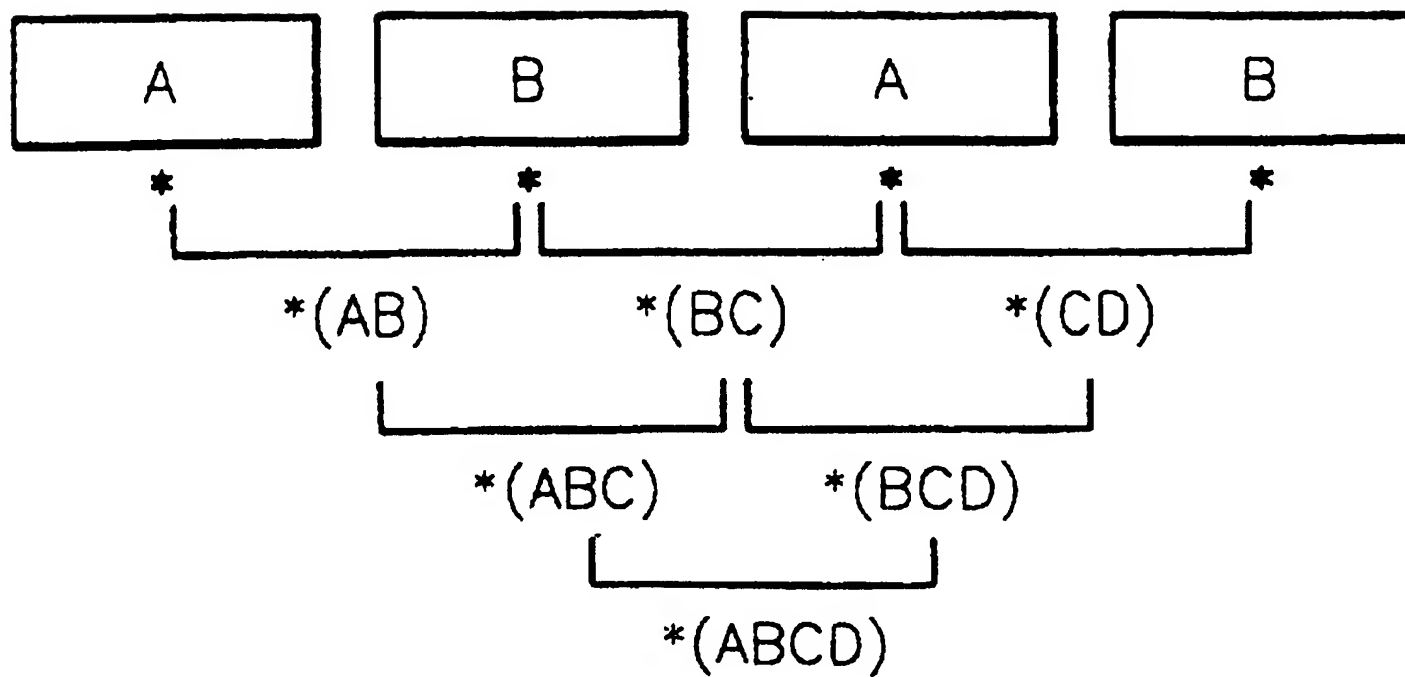 A B A B
* * * *
*(AB) *(BC) *(CD)
*(ABC) *(BCD)
*(ABCD)